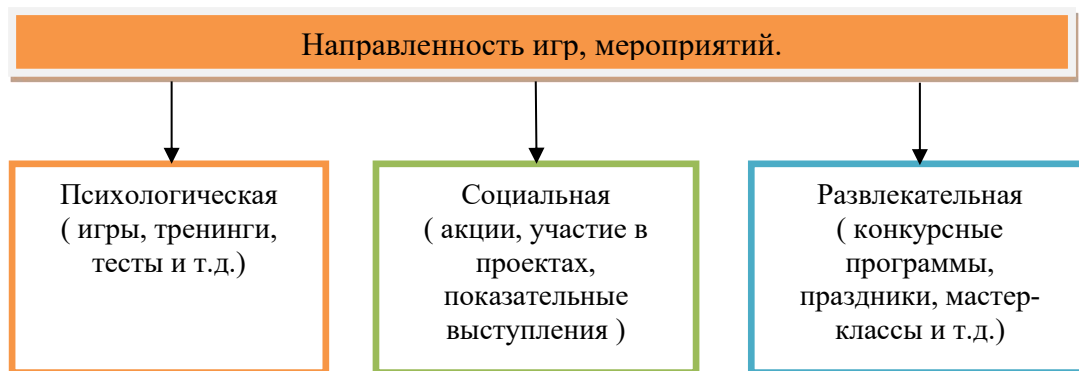 Направленность игр, мероприятий.
Психологическая
( игры, тренинги,
тесты и т.д.)
Социальная
( акции, участие в
проектах,
показательные
выступления )
Развлекательная
( конкурсные
программы,
праздники, мастер-
классы и т.д.)